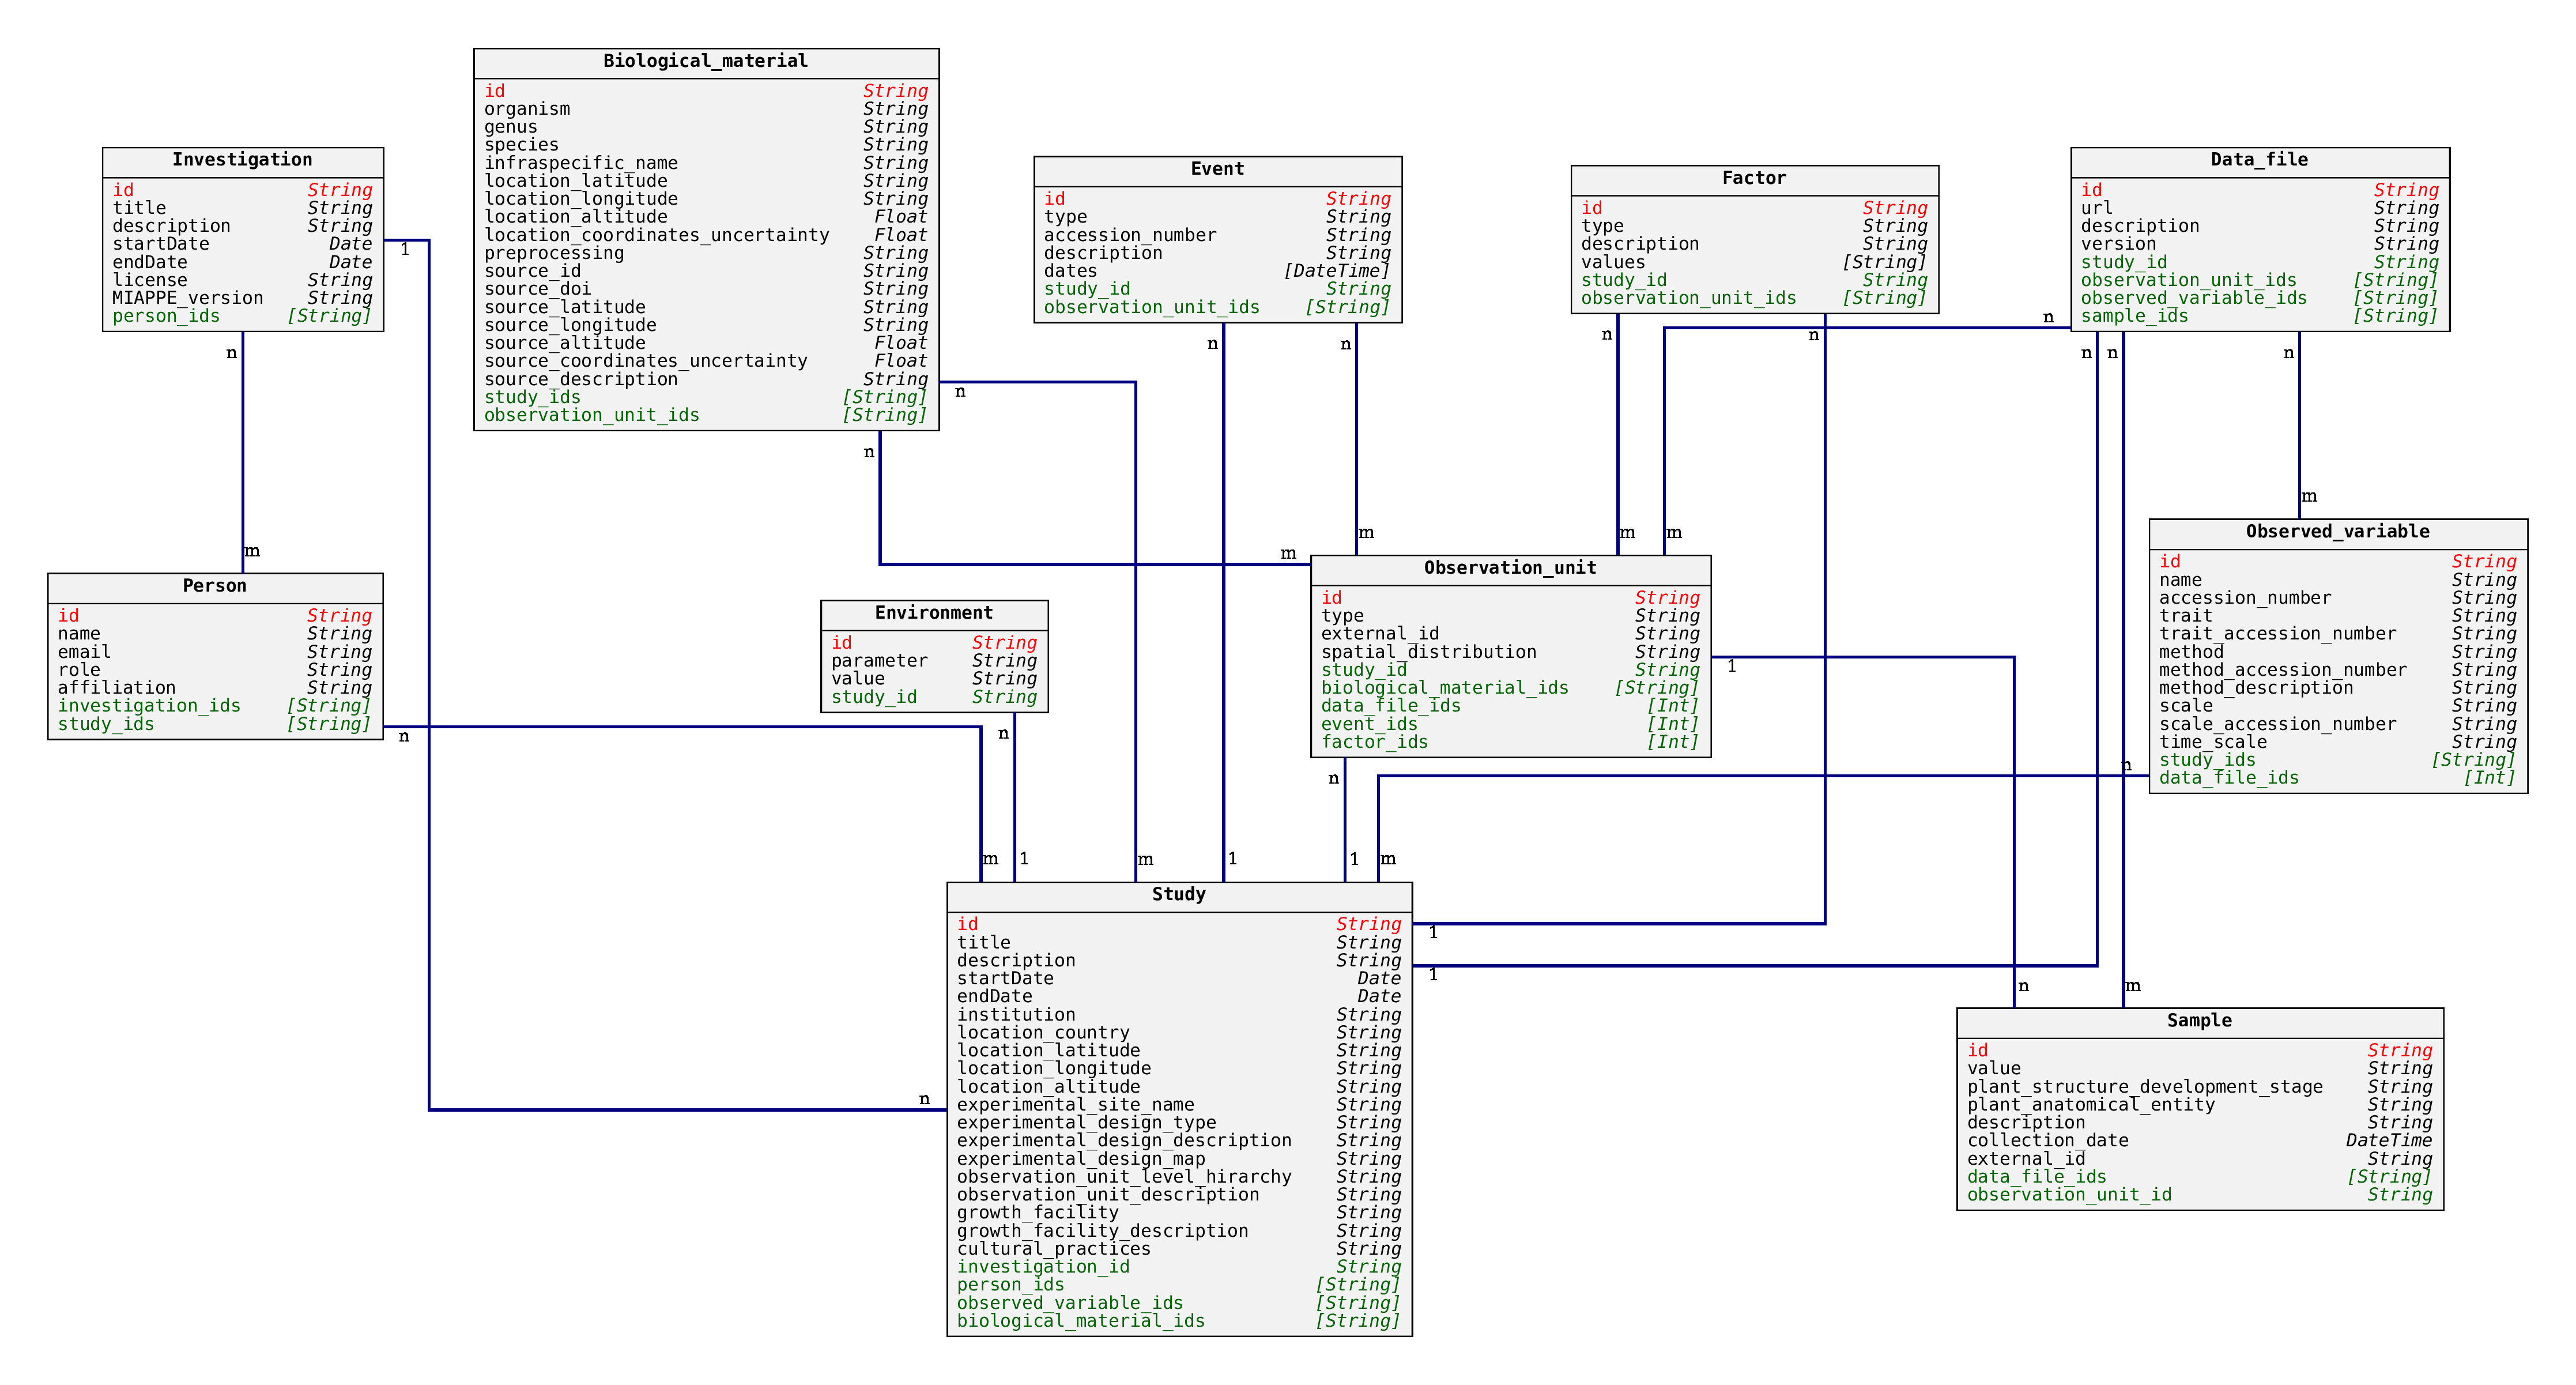 Investigation
id String
title String
description String
startDate Date
endDate Date
license String
MIAPPE_version String
person_ids [String]
1
n
m
Biological_material
id String
organism String
genus String
species String
infraspecific_name String
location_latitude String
location_longitude String
location_altitude Float
location_coordinates_uncertainty Float
preprocessing String
source_id String
source_doi String
source_latitude String
source_longitude String
source_altitude Float
source_coordinates_uncertainty Float
source_description String
study_ids [String]
observation_unit_ids [String]
n
n
Event
id String
type String
accession_number String
description String
dates [DateTime]
study_id String
observation_unit_ids [String]
n
n
m
Factor
id String
type String
description String
values [String]
study_id String
observation_unit_ids [String]
n
n
m
m
Data_file
id String
url String
description String
version String
study_id String
observation_unit_ids [String]
observed_variable_ids [String]
sample_ids [String]
n
n
n
n
m
Person
id String
name String
email String
role String
affiliation String
investigation_ids [String]
study_ids [String]
n
Environment
id String
parameter String
value String
study_id String
n
m
Observation_unit
id String
type String
external_id String
spatial_distribution String
study_id String
biological_material_ids [String]
data_file_ids [Int]
event_ids [Int]
factor_ids [Int]
1
n
Observed_variable
id String
name String
accession_number String
trait String
trait_accession_number String
method String
method_accession_number String
method_description String
scale String
scale_accession_number String
time_scale String
study_ids [String]
data_file_ids [Int]
n
m
1
m
1
1
m
Study
id String
title String
description String
startDate Date
endDate Date
institution String
location_country String
location_latitude String
location_longitude String
location_altitude String
experimental_site_name String
experimental_design_type String
experimental_design_description String
experimental_design_map String
observation_unit_level_hirarchy String
observation_unit_description String
growth_facility String
growth_facility_description String
cultural_practices String
investigation_id String
person_ids [String]
observed_variable_ids [String]
biological_material_ids [String]
1
1
n
n
m
Sample
id String
value String
plant_structure_development_stage String
plant_anatomical_entity String
description String
collection_date DateTime
external_id String
data_file_ids [String]
observation_unit_id String